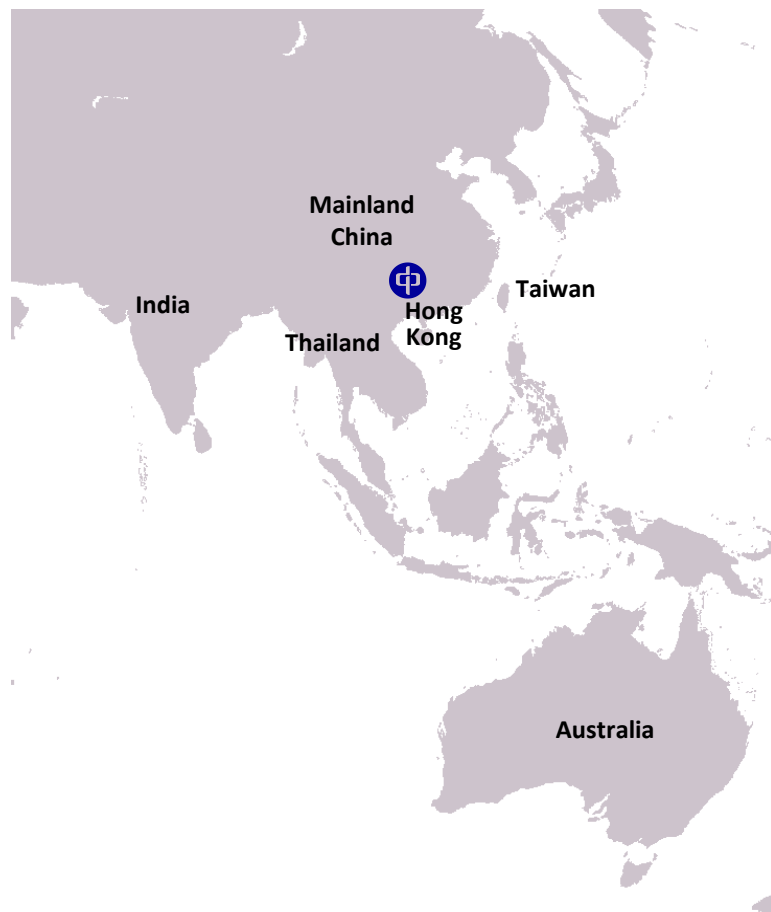 Mainland
China
India
Taiwan
Hong
Kong
Thailand
Australia